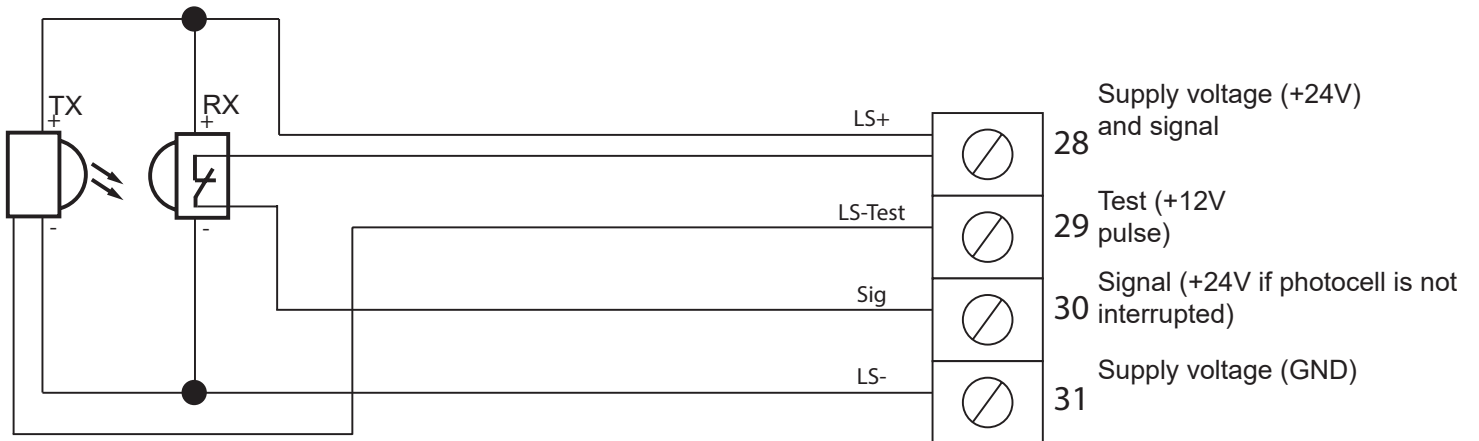 TX
+
-
RX
+
-
LS+
LS-Test
Sig
LS-
28
Supply voltage (+24V)
and signal
29
Test (+12V
pulse)
30
Signal (+24V if photocell is not
interrupted)
31
Supply voltage (GND)